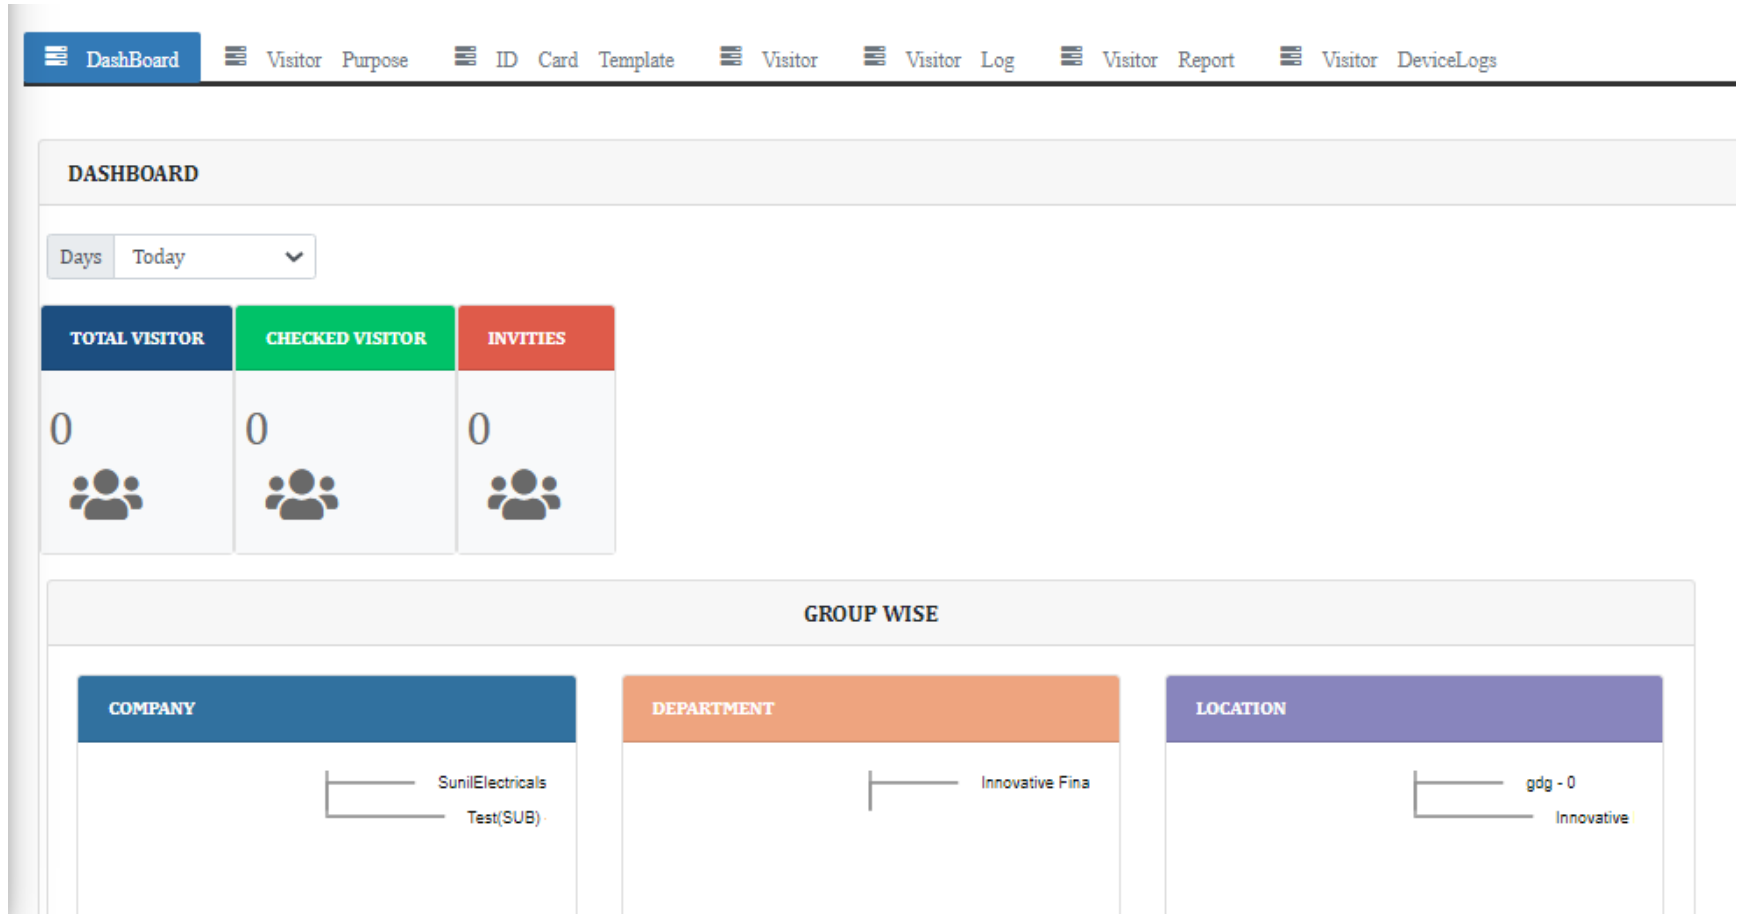 DashBoard Visitor Purpose ID Card Template Visitor Visitor Log Visitor Report Visitor DeviceLogs
DASHBOARD
Days Today
TOTAL VISITOR CHECKED VISITOR INVITIES
0 0 0
GROUP WISE
COMPANY DEPARTMENT LOCATION
SunilElectricals Innovative Fina gdg - 0
Test(SUB) Innovative